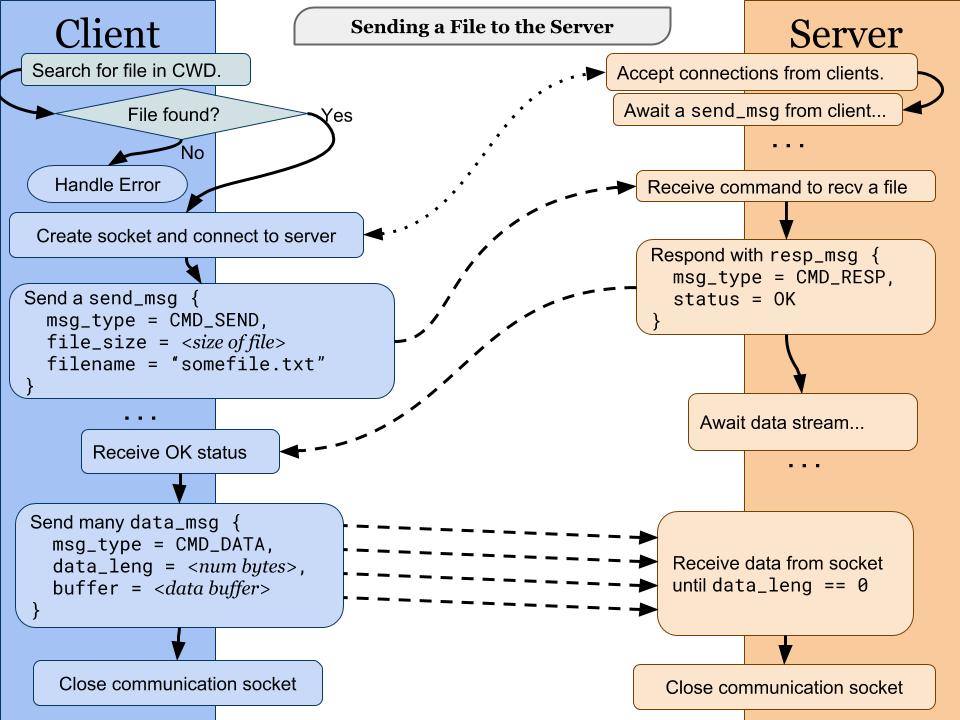 Sending a File to the Server
Client
Search for file in CWD.
File found?
Yes
No
Handle Error
Create socket and connect to server
Send a send_msg {
msg_type = CMD_SEND,
file_size = <size of file>
filename = “somefile.txt”
}
...
Receive OK status
Send many data_msg {
msg_type = CMD_DATA,
data_leng = <num bytes>,
buffer = <data buffer>
}
Close communication socket
Server
Accept connections from clients.
Await a send_msg from client...
...
Receive command to recv a file
Respond with resp_msg {
msg_type = CMD_RESP,
status = OK
}
Await data stream...
...
Receive data from socket
until data_leng == 0
Close communication socket